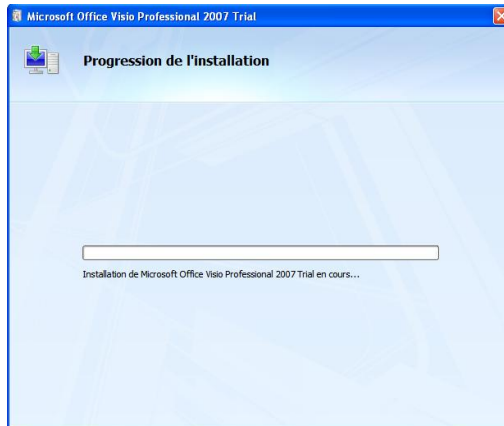 Microsoft Office Visio Professional 2007 Trial
Progression de l'installation
Installation de Microsoft Office Visio Professional 2007 Trial en cours...